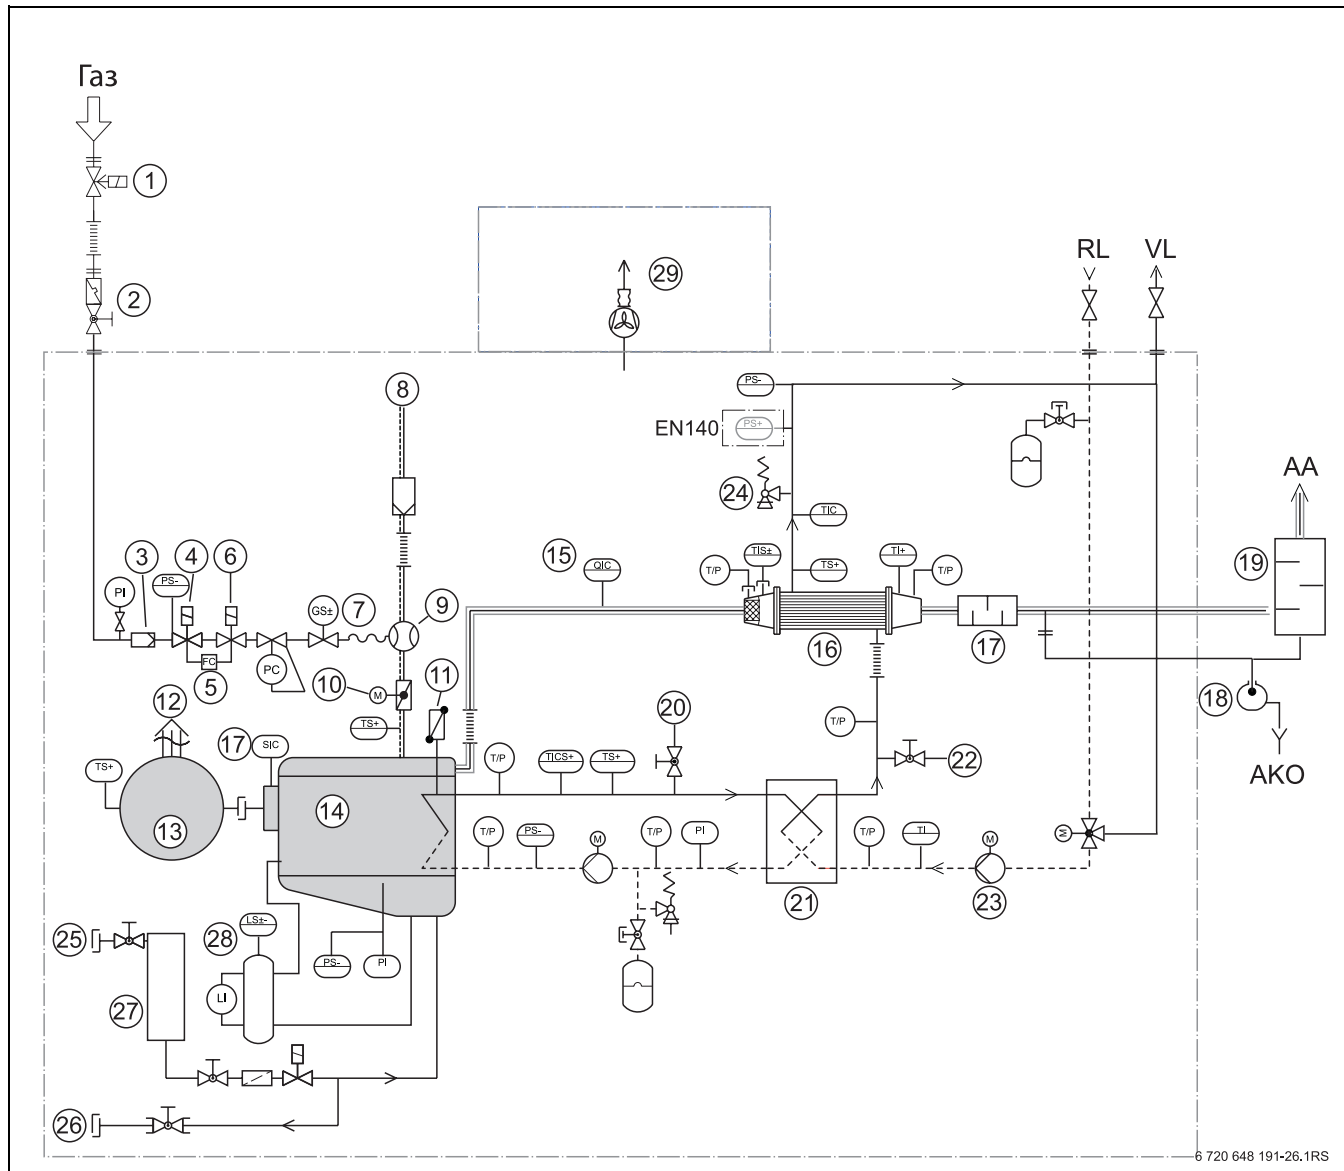 Газ
1
2
29
RL
VL
8
PS-
EN140
PS+
24
TIC
AA
3
4
6
15
QIC
TIS±
TI+
T/P
TS+
T/P
19
PI
PS-
GS±
7
9
FC
PC
5
16
17
10
M
11
18
12
TS+
17
SIC
T/P
20
22
AKO
TS+
T/P
TICS+
TS+
14
13
T/P
PS-
M
T/P
PI
T/P
TI
M
M
21
23
25
28
LS±-
PS-
PI
LI
27
26
6 720 648 191-26.1RS